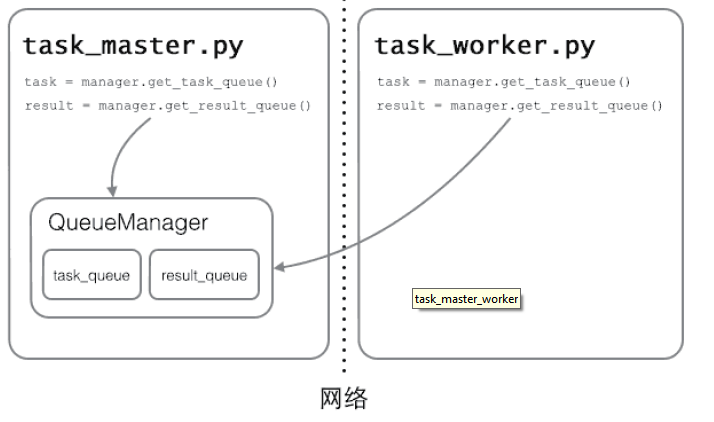 task_master.py
task = manager.get_task_queue()
result = manager.get_result_queue()
QueueManager
task_queue
result_queue
task_worker.py
task = manager.get_task_queue()
result = manager.get_result_queue()
task_master_worker
网络